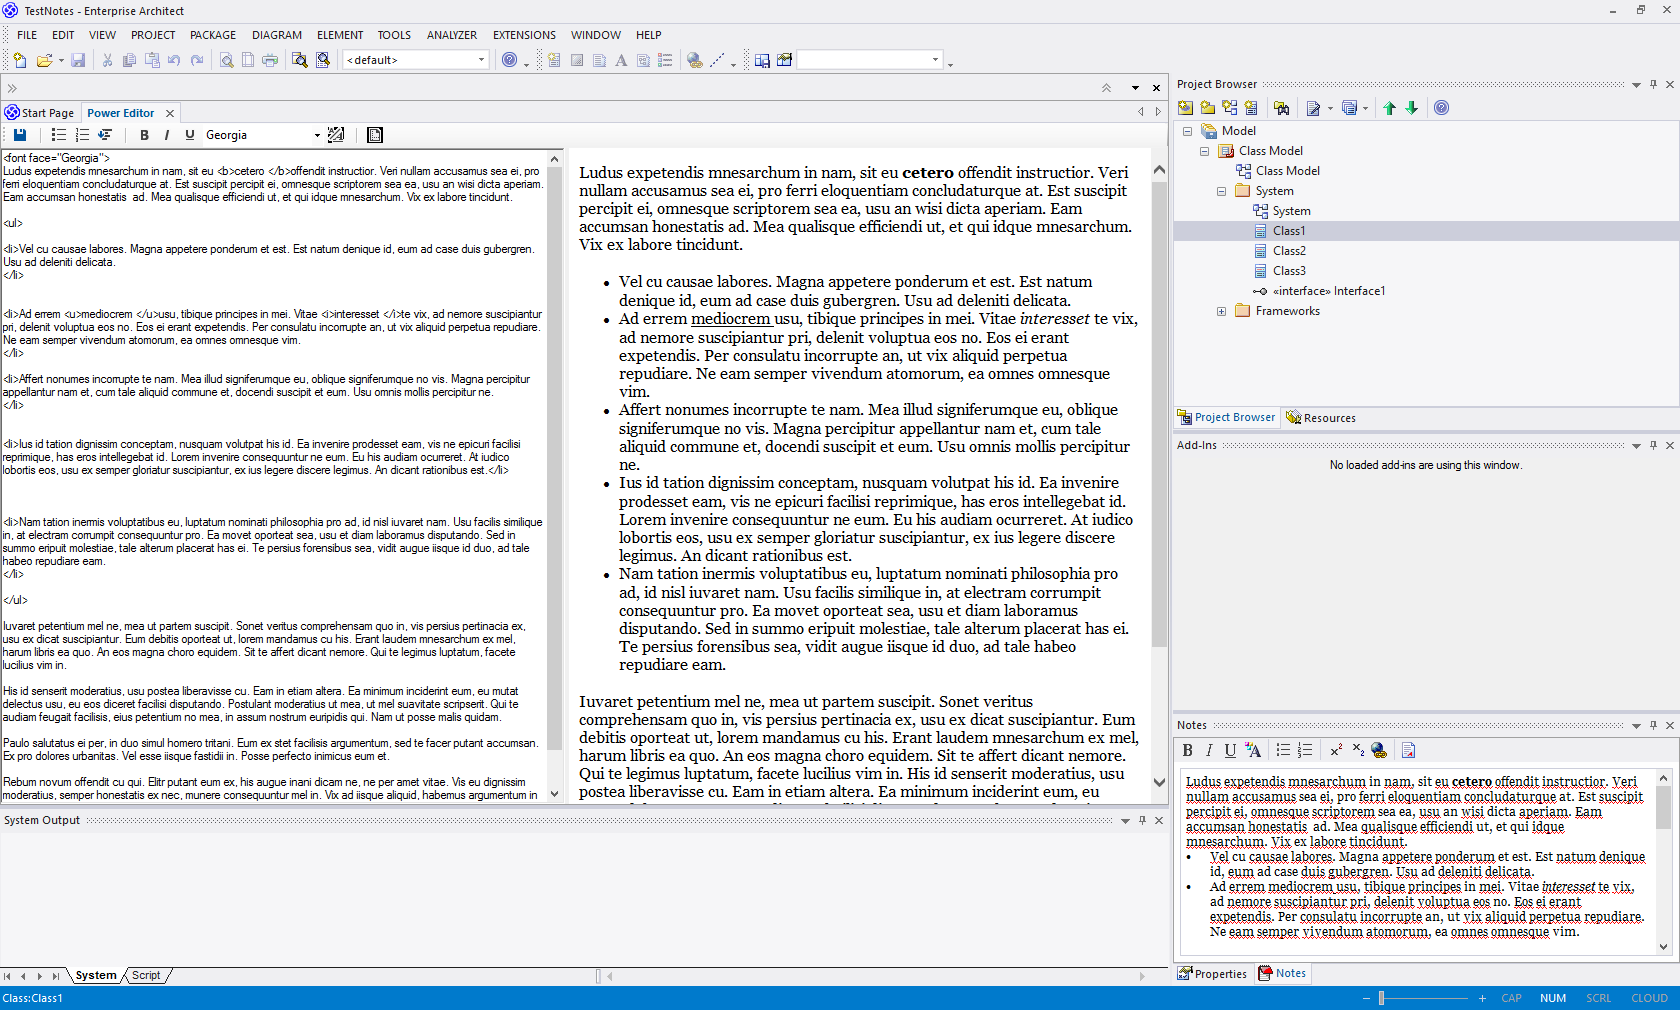 TestNotes - Enterprise Architect
FILE EDIT VIEW PROJECT PACKAGE DIAGRAM ELEMENT TOOLS ANALYZER EXTENSIONS WINDOW HELP
<default>
Start Page Power Editor
B I U Georgia
<font face="Georgia">
Ludus expetendis mnesarchum in nam, sit eu <b>cetero </b>offendit instructior. Veri nullam accusamus sea ei, pro
ferri eloquentiam concludaturque at. Est suscipit percipit ei, omnesque scriptorem sea ea, usu an wisi dicta aperiam.
Eam accumsan honestatis  ad. Mea qualisque efficiendi ut, et qui idque mnesarchum. Vix ex labore tincidunt.
<ul>
<li>Vel cu causae labores. Magna appetere ponderum et est. Est natum denique id, eum ad case duis gubergren.
Usu ad deleniti delicata.
</li>
<li>Ad errem <u>mediocrem </u>usu, tibique principes in mei. Vitae <i>interesset </i>te vix, ad nemore suscipiantur
pri, delenit voluptua eos no. Eos ei erant expetendis. Per consulatu incorrupte an, ut vix aliquid perpetua repudiare.
Ne eam semper vivendum atomorum, ea omnes omnesque vim.
</li>
<li>Affert nonumes incorrupte te nam. Mea illud signiferumque eu, oblique signiferumque no vis. Magna percipitur
appellantur nam et, cum tale aliquid commune et, docendi suscipit et eum. Usu omnis mollis percipitur ne.
</li>
<li>Ius id tation dignissim conceptam, nusquam volutpat his id. Ea invenire prodesset eam, vis ne epicuri facilisi
reprimique, has eros intellegebat id. Lorem invenire consequuntur ne eum. Eu his audiam ocurreret. At iudico
lobortis eos, usu ex semper gloriatur suscipiantur, ex ius legere discere legimus. An dicant rationibus est.</li>
<li>Nam tation inermis voluptatibus eu, luptatum nominati philosophia pro ad, id nisl iuvaret nam. Usu facilis similique
in, at electram corrumpit consequuntur pro. Ea movet oporteat sea, usu et diam laboramus disputando. Sed in
summo eripuit molestiae, tale alterum placerat has ei. Te persius forensibus sea, vidit augue iisque id duo, ad tale
habeo repudiare eam.
</li>
</ul>
Iuvaret petentium mel ne, mea ut partem suscipit. Sonet veritus comprehensam quo in, vis persius pertinacia ex,
usu ex dicat suscipiantur. Eum debitis oporteat ut, lorem mandamus cu his. Erant laudem mnesarchum ex mel,
harum libris ea quo. An eos magna choro equidem. Sit te affert dicant nemore. Qui te legimus luptatum, facete
lucilius vim in.
His id senserit moderatius, usu postea liberavisse cu. Eam in etiam altera. Ea minimum inciderint eum, eu mutat
delectus usu, eu eos diceret facilisi disputando. Postulant moderatius ut mea, ut mel suavitate scripserit. Qui te
audiam feugait facilisis, eius petentium no mea, in assum nostrum euripidis qui. Nam ut posse malis quidam.
Paulo salutatus ei per, in duo simul homero tritani. Eum ex stet facilisis argumentum, sed te facer putant accumsan.
Ex pro dolores urbanitas. Vel esse iisque fastidii in. Posse perfecto inimicus eum et.
Rebum novum offendit cu qui. Elitr putant eum ex, his augue inani dicam ne, ne per amet vitae. Vis eu dignissim
moderatius, semper honestatis ex nec, munere consequuntur mel in. Vix ad iisque aliquid, habemus argumentum in
Ludus expetendis mnesarchum in nam, sit eu cetero offendit instructior. Veri
nullam accusamus sea ei, pro ferri eloquentiam concludaturque at. Est suscipit
percipit ei, omnesque scriptorem sea ea, usu an wisi dicta aperiam. Eam
accumsan honestatis ad. Mea qualisque efficiendi ut, et qui idque mnesarchum.
Vix ex labore tincidunt.
• Vel cu causae labores. Magna appetere ponderum et est. Est natum
denique id, eum ad case duis gubergren. Usu ad deleniti delicata.
• Ad errem mediocrem usu, tibique principes in mei. Vitae interesset te vix,
ad nemore suscipiantur pri, delenit voluptua eos no. Eos ei erant
expetendis. Per consulatu incorrupte an, ut vix aliquid perpetua
repudiare. Ne eam semper vivendum atomorum, ea omnes omnesque
vim.
• Affert nonumes incorrupte te nam. Mea illud signiferumque eu, oblique
signiferumque no vis. Magna percipitur appellantur nam et, cum tale
aliquid commune et, docendi suscipit et eum. Usu omnis mollis percipitur
ne.
• Ius id tation dignissim conceptam, nusquam volutpat his id. Ea invenire
prodesset eam, vis ne epicuri facilisi reprimique, has eros intellegebat id.
Lorem invenire consequuntur ne eum. Eu his audiam ocurreret. At iudico
lobortis eos, usu ex semper gloriatur suscipiantur, ex ius legere discere
legimus. An dicant rationibus est.
• Nam tation inermis voluptatibus eu, luptatum nominati philosophia pro
ad, id nisl iuvaret nam. Usu facilis similique in, at electram corrumpit
consequuntur pro. Ea movet oporteat sea, usu et diam laboramus
disputando. Sed in summo eripuit molestiae, tale alterum placerat has ei.
Te persius forensibus sea, vidit augue iisque id duo, ad tale habeo
repudiare eam.
Iuvaret petentium mel ne, mea ut partem suscipit. Sonet veritus
comprehensam quo in, vis persius pertinacia ex, usu ex dicat suscipiantur. Eum
debitis oporteat ut, lorem mandamus cu his. Erant laudem mnesarchum ex mel,
harum libris ea quo. An eos magna choro equidem. Sit te affert dicant nemore.
Qui te legimus luptatum, facete lucilius vim in. His id senserit moderatius, usu
postea liberavisse cu. Eam in etiam altera. Ea minimum inciderint eum, eu
System Output
System Script
Project Browser
Model
Class Model
Class Model
System
System
Class1
Class2
Class3
«interface» Interface1
Frameworks
Project Browser Resources
Add-Ins
No loaded add-ins are using this window.
Notes
B I U A
Ludus expetendis mnesarchum in nam, sit eu cetero offendit instructior. Veri
nullam accusamus sea ei, pro ferri eloquentiam concludaturque at. Est suscipit
percipit ei, omnesque scriptorem sea ea, usu an wisi dicta aperiam. Eam
accumsan honestatis  ad. Mea qualisque efficiendi ut, et qui idque
mnesarchum. Vix ex labore tincidunt.
• Vel cu causae labores. Magna appetere ponderum et est. Est natum denique
id, eum ad case duis gubergren. Usu ad deleniti delicata.
• Ad errem mediocrem usu, tibique principes in mei. Vitae interesset te vix,
ad nemore suscipiantur pri, delenit voluptua eos no. Eos ei erant
expetendis. Per consulatu incorrupte an, ut vix aliquid perpetua repudiare.
Ne eam semper vivendum atomorum, ea omnes omnesque vim.
Properties Notes
Class:Class1
CAP NUM SCRL CLOUD